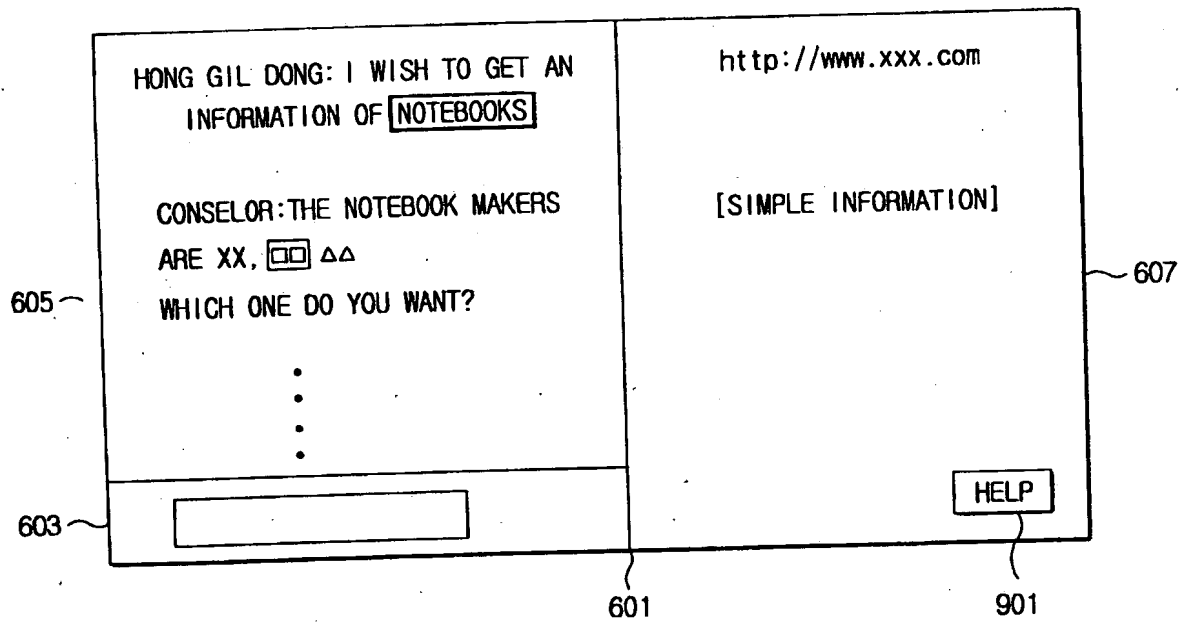 HONG GIL DONG: I WISH TO GET AN
INFORMATION OF NOTEBOOKS
CONSELOR:THE NOTEBOOK MAKERS
ARE XX, □□ △△
WHICH ONE DO YOU WANT?
http://www.xxx.com
[SIMPLE INFORMATION]
HELP
605
607
603
601
901